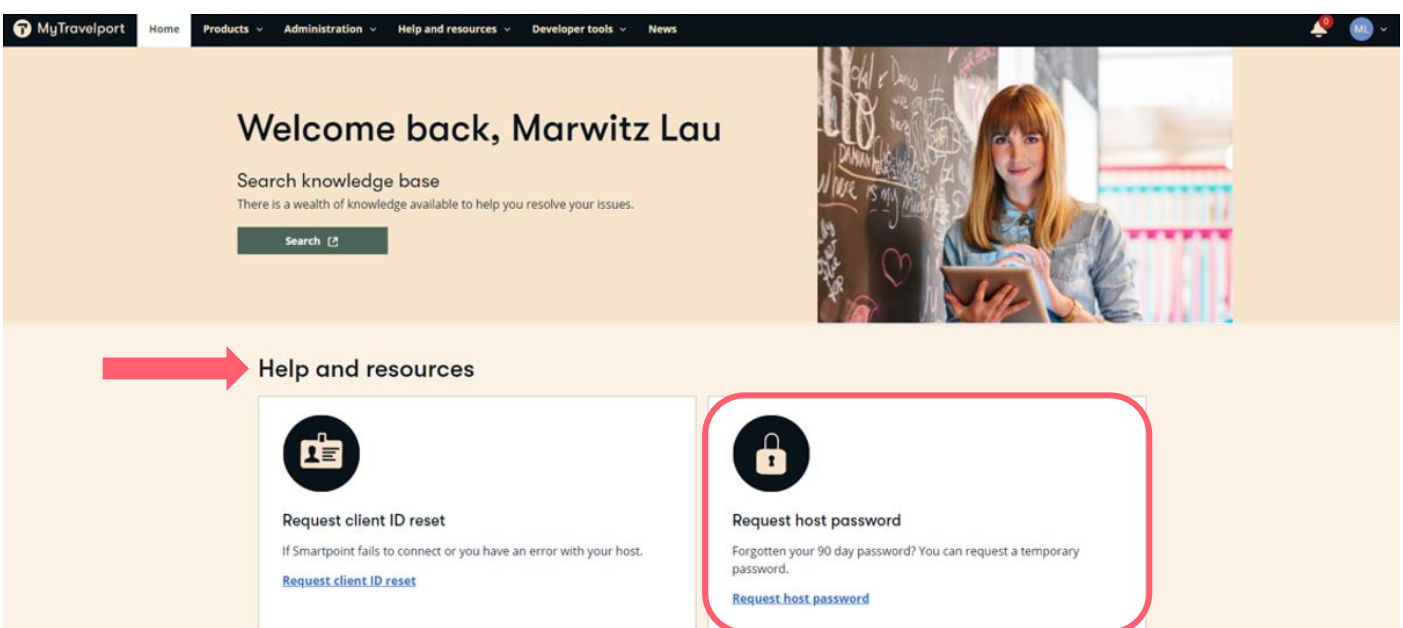 MyTravelport Home Products Administration Help and resources Developer tools News 0 ML
Welcome back, Marwitz Lau
Search knowledge base
There is a wealth of knowledge available to help you resolve your issues.
Search
Help and resources
Request client ID reset
If Smartpoint fails to connect or you have an error with your host.
Request client ID reset
Request host password
Forgotten your 90 day password? You can request a temporary
password.
Request host password